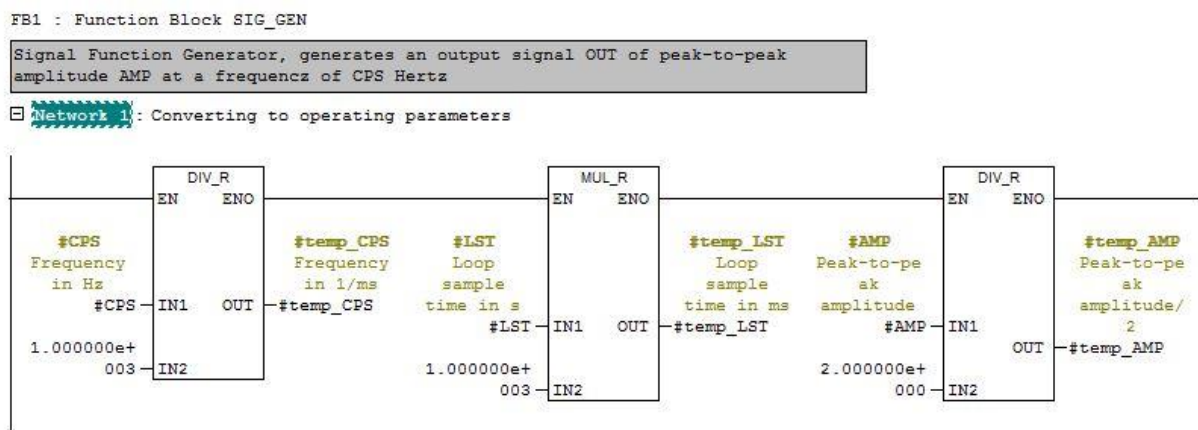 FB1 : Function Block SIG_GEN
Signal Function Generator, generates an output signal OUT of peak-to-peak
amplitude AMP at a frequencz of CPS Hertz
Network 1: Converting to operating parameters
DIV_R
EN ENO
#CPS
Frequency
in Hz
#CPS IN1
1.000000e+
003 IN2
#temp_CPS
Frequency
in 1/ms
OUT #temp_CPS
MUL_R
EN ENO
#LST
Loop
sample
time in s
#LST IN1
1.000000e+
003 IN2
#temp_LST
Loop
sample
time in ms
OUT #temp_LST
DIV_R
EN ENO
#AMP
Peak-to-pe
ak
amplitude
#AMP IN1
2.000000e+
000 IN2
#temp_AMP
Peak-to-pe
ak
amplitude/
2
OUT #temp_AMP